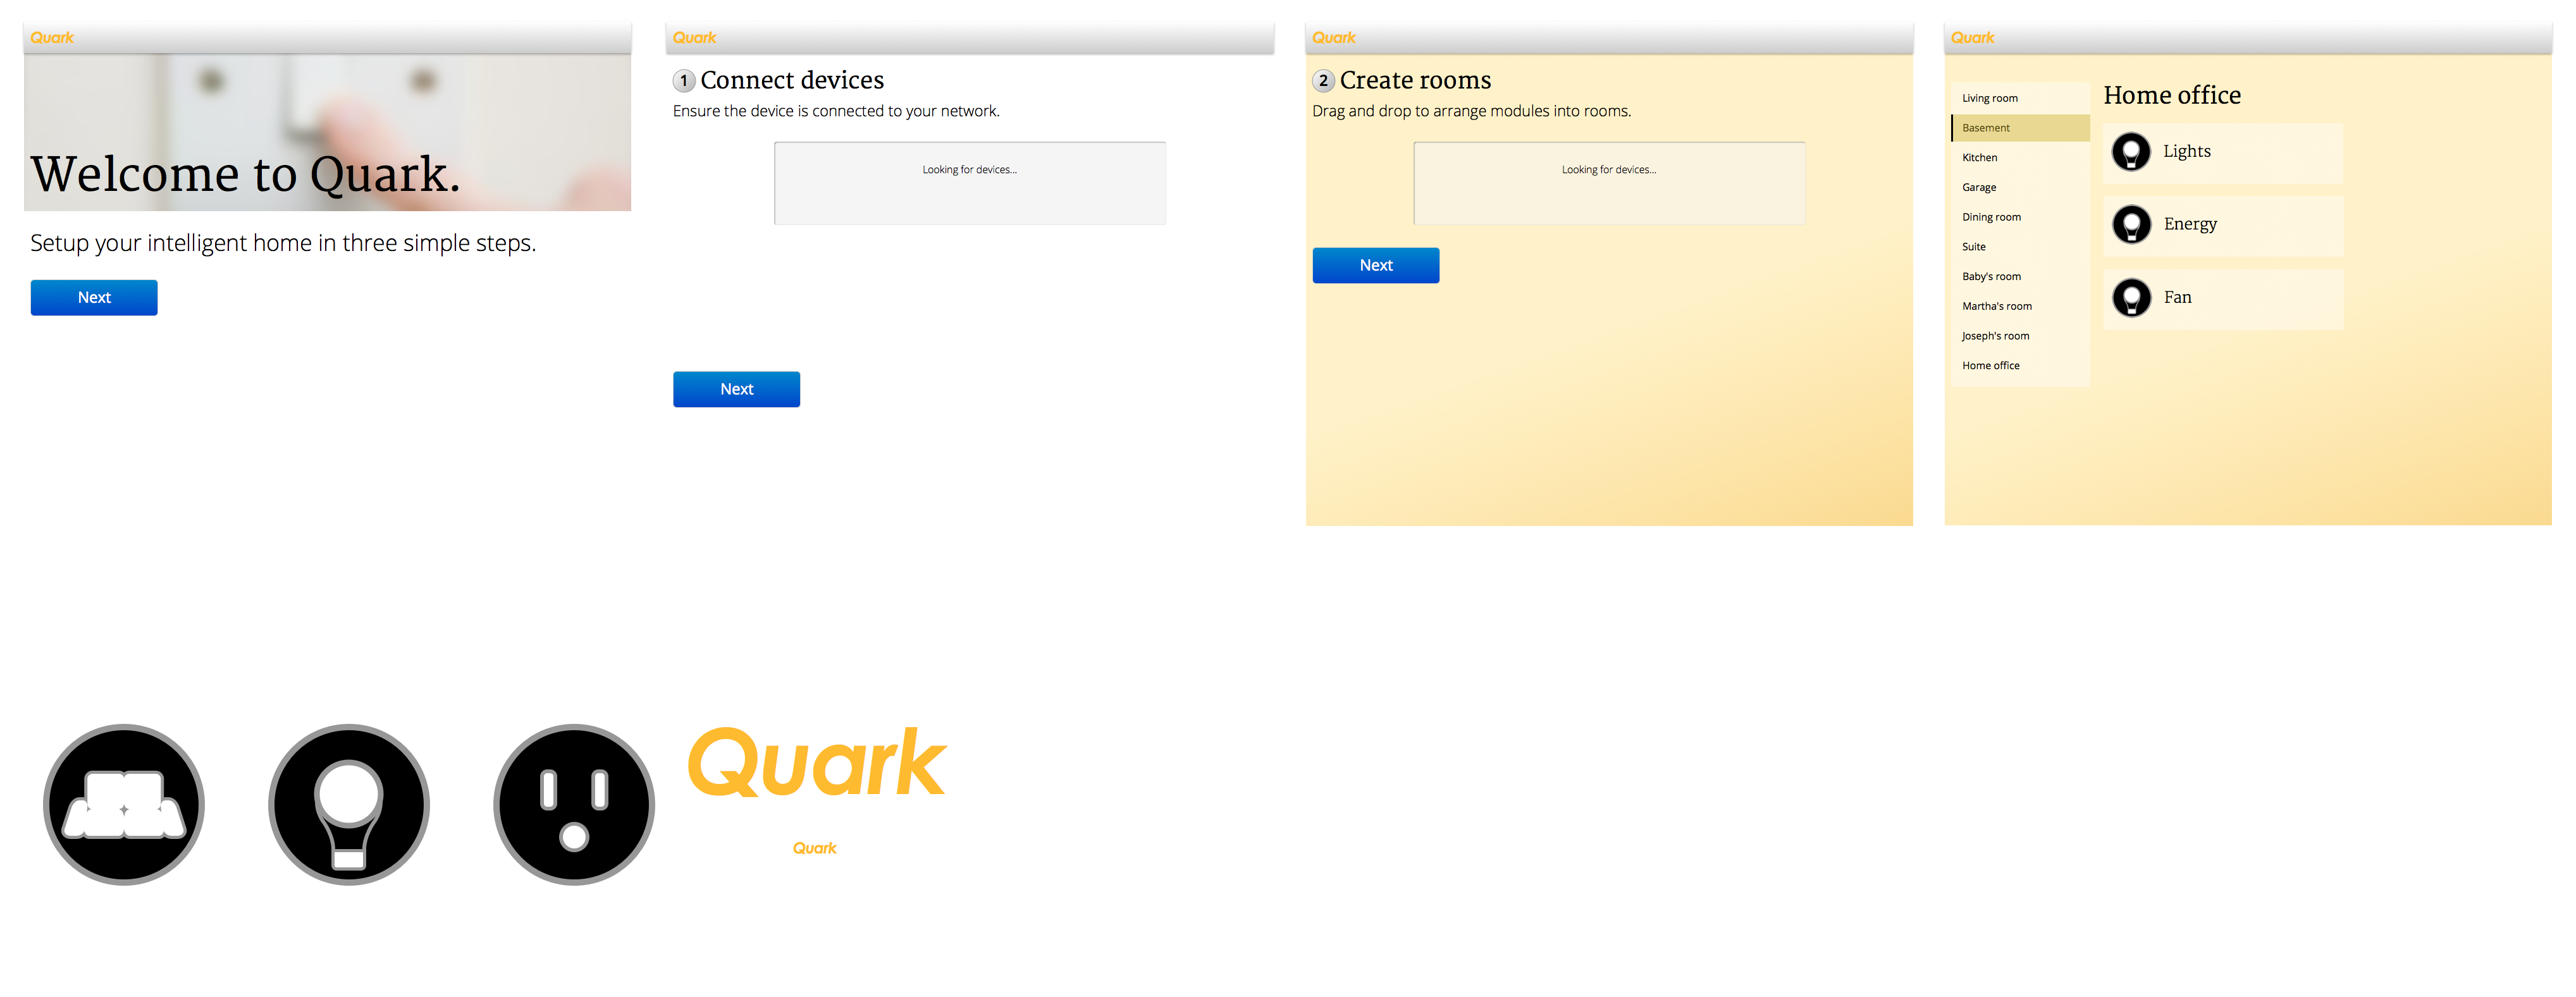 Quark
Welcome to Quark.
Setup your intelligent home in three simple steps.
Next
Quark
1 Connect devices
Ensure the device is connected to your network.
Looking for devices...
Next
Quark
2 Create rooms
Drag and drop to arrange modules into rooms.
Looking for devices...
Next
Quark
Living room
Basement
Kitchen
Garage
Dining room
Suite
Baby's room
Martha's room
Joseph's room
Home office
Home office
Lights
Energy
Fan
Quark
Quark